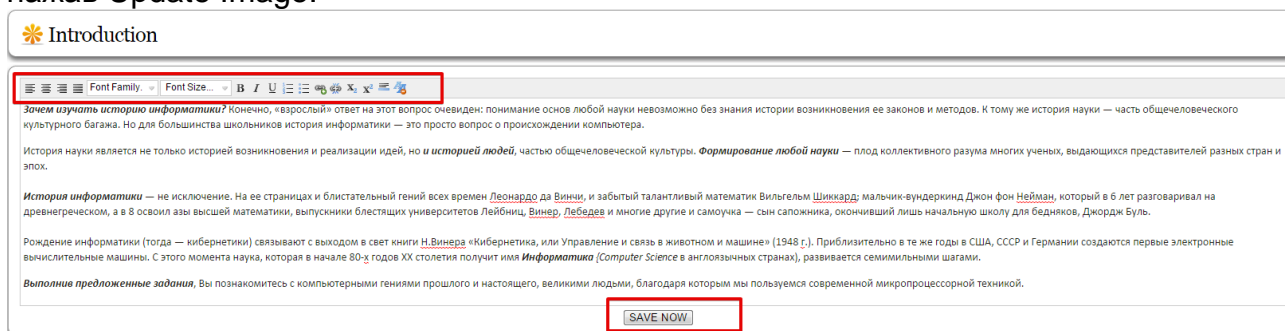 нажав Update Image.
Introduction
Font Family. Font Size... B I U X₂ X²
Зачем изучать историю информатики? Конечно, «взрослый» ответ на этот вопрос очевиден: понимание основ любой науки невозможно без знания истории возникновения ее законов и методов. К тому же история науки — часть общечеловеческого
культурного багажа. Но для большинства школьников история информатики — это просто вопрос о происхождении компьютера.
История науки является не только историей возникновения и реализации идей, но и историей людей, частью общечеловеческой культуры. Формирование любой науки — плод коллективного разума многих ученых, выдающихся представителей разных стран и
эпох.
История информатики — не исключение. На ее страницах и блистательный гений всех времен Леонардо да Винчи, и забытый талантливый математик Вильгельм Шиккард; мальчик-вундеркинд Джон фон Нейман, который в 6 лет разговаривал на
древнегреческом, а в 8 освоил азы высшей математики, выпускники блестящих университетов Лейбниц, Винер, Лебедев и многие другие и самоучка — сын сапожника, окончивший лишь начальную школу для бедняков, Джордж Буль.
Рождение информатики (тогда — кибернетики) связывают с выходом в свет книги Н.Винера «Кибернетика, или Управление и связь в животном и машине» (1948 г.). Приблизительно в те же годы в США, СССР и Германии создаются первые электронные
вычислительные машины. С этого момента наука, которая в начале 80-х годов XX столетия получит имя Информатика (Computer Science в англоязычных странах), развивается семимильными шагами.
Выполнив предложенные задания, Вы познакомитесь с компьютерными гениями прошлого и настоящего, великими людьми, благодаря которым мы пользуемся современной микропроцессорной техникой.
SAVE NOW